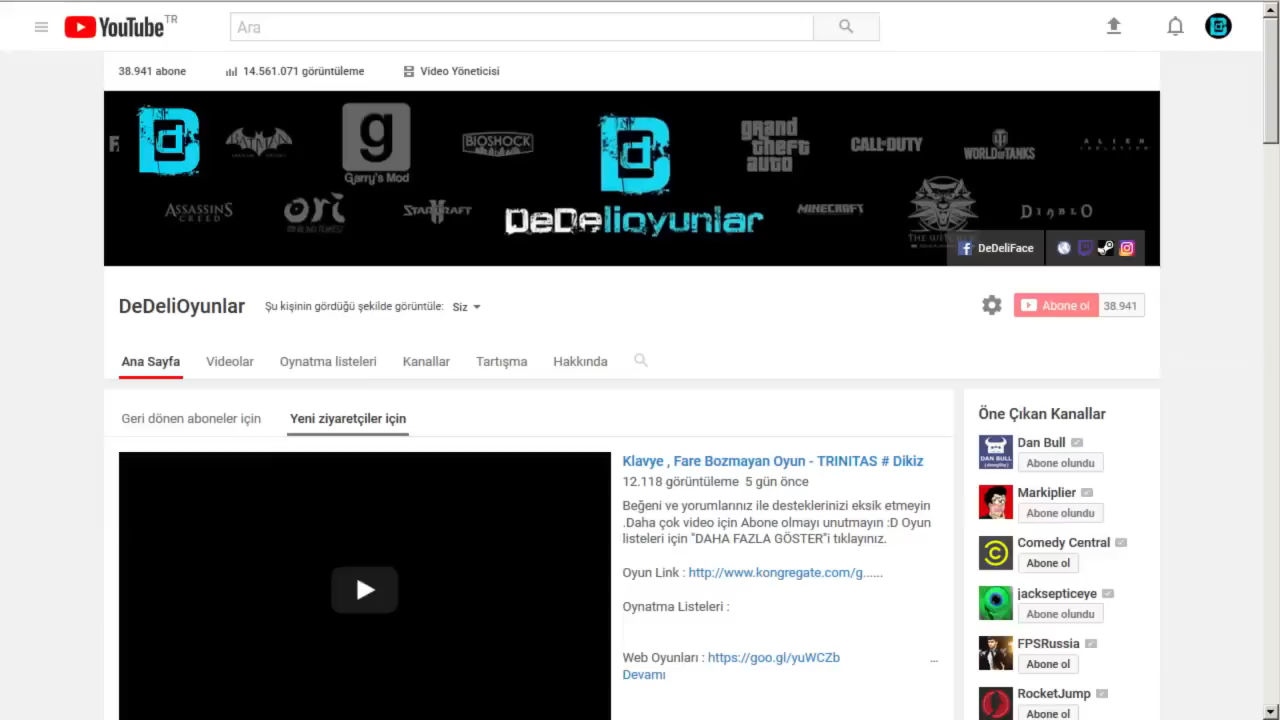 YouTube TR
Ara
38.941 abone 14.561.071 görüntüleme Video Yöneticisi
F
d
g
Garry's Mod
BIOSHOCK
grand theft auto
CALL OF DUTY
WORLD OF TANKS
ALIEN
ASSASSIN'S CREED
ori
STARCRAFT
DeDelioyunlar
MINECRAFT
THE WITCHER
DIABLO
DeDeliFace
DeDeliOyunlar Şu kişinin gördüğü şekilde görüntüle: Siz
Abone ol 38.941
Ana Sayfa Videolar Oynatma listeleri Kanallar Tartışma Hakkında
Geri dönen aboneler için Yeni ziyaretçiler için
Klavye , Fare Bozmayan Oyun - TRINITAS # Dikiz
12.118 görüntüleme 5 gün önce
Beğeni ve yorumlarınız ile desteklerinizi eksik etmeyin
.Daha çok video için Abone olmayı unutmayın :D Oyun
listeleri için "DAHA FAZLA GÖSTER"i tıklayınız.
Oyun Link : http://www.kongregate.com/g......
Oynatma Listeleri :
Web Oyunları : https://goo.gl/yuWCZb ...
Devamı
Öne Çıkan Kanallar
DAN BULL
Dan Bull
Abone olundu
Markiplier
Abone olundu
Comedy Central
Abone ol
jacksepticeye
Abone olundu
FPSRussia
Abone ol
RocketJump
Abone ol